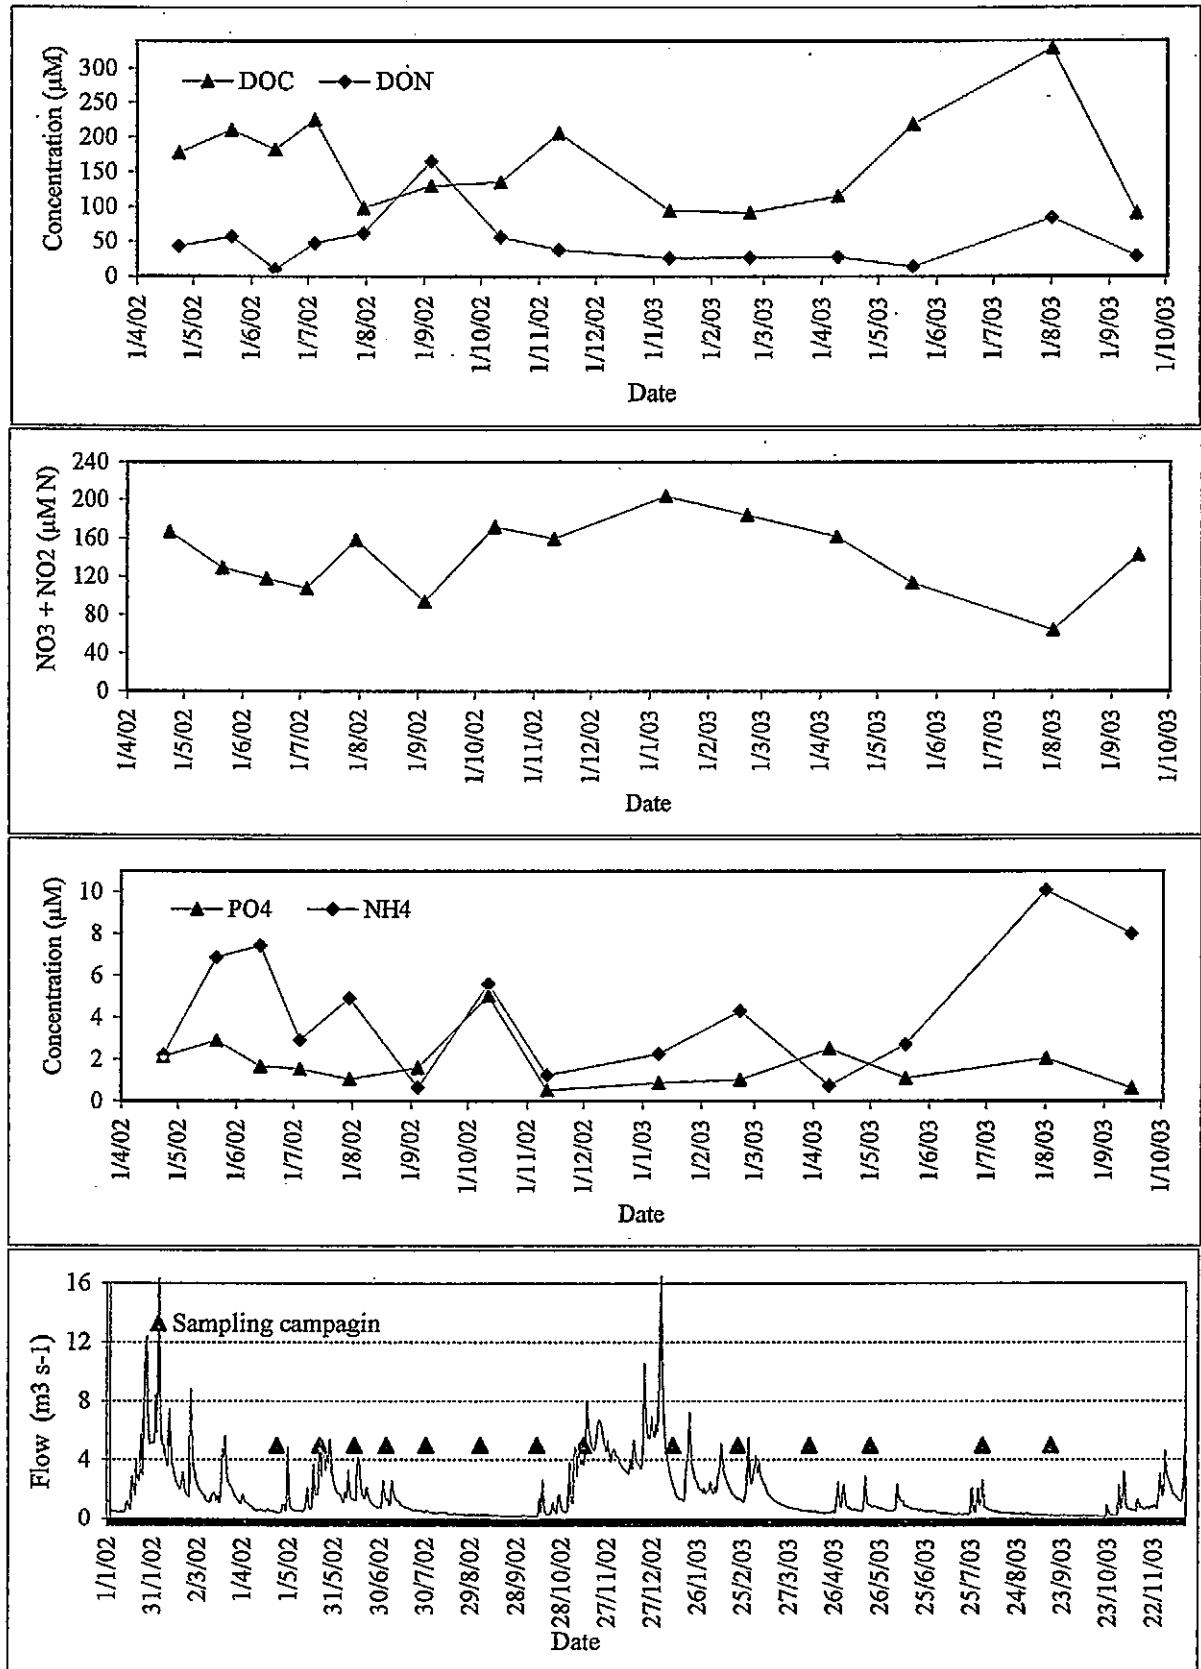 Concentration (µM)
300
250
200
150
100
50
0
DOC DON
1/4/02 1/5/02 1/6/02 1/7/02 1/8/02 1/9/02 1/10/02 1/11/02 1/12/02 1/1/03 1/2/03 1/3/03 1/4/03 1/5/03 1/6/03 1/7/03 1/8/03 1/9/03 1/10/03
Date
NO3 + NO2 (µM N)
240
200
160
120
80
40
0
1/4/02 1/5/02 1/6/02 1/7/02 1/8/02 1/9/02 1/10/02 1/11/02 1/12/02 1/1/03 1/2/03 1/3/03 1/4/03 1/5/03 1/6/03 1/7/03 1/8/03 1/9/03 1/10/03
Date
Concentration (µM)
10
8
6
4
2
0
PO4 NH4
1/4/02 1/5/02 1/6/02 1/7/02 1/8/02 1/9/02 1/10/02 1/11/02 1/12/02 1/1/03 1/2/03 1/3/03 1/4/03 1/5/03 1/6/03 1/7/03 1/8/03 1/9/03 1/10/03
Date
Flow (m3 s-1)
16
12
8
4
0
Sampling campagin
1/1/02 31/1/02 2/3/02 1/4/02 1/5/02 31/5/02 30/6/02 30/7/02 29/8/02 28/9/02 28/10/02 27/11/02 27/12/02 26/1/03 25/2/03 27/3/03 26/4/03 26/5/03 25/6/03 25/7/03 24/8/03 23/9/03 23/10/03 22/11/03
Date